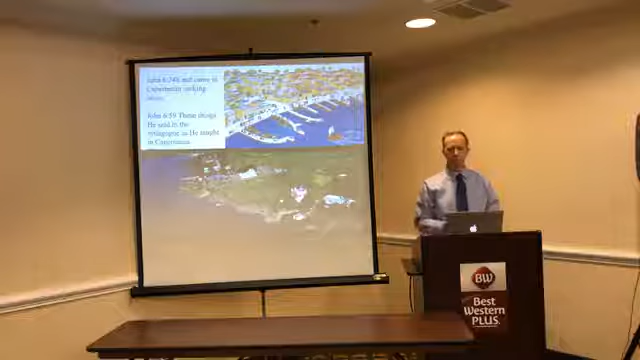 John 6:24b and came to
Capernaum seeking
Jesus.
John 6:59 These things
He said in the
synagogue as He taught
in Capernaum
BW
Best
Western
PLUS.